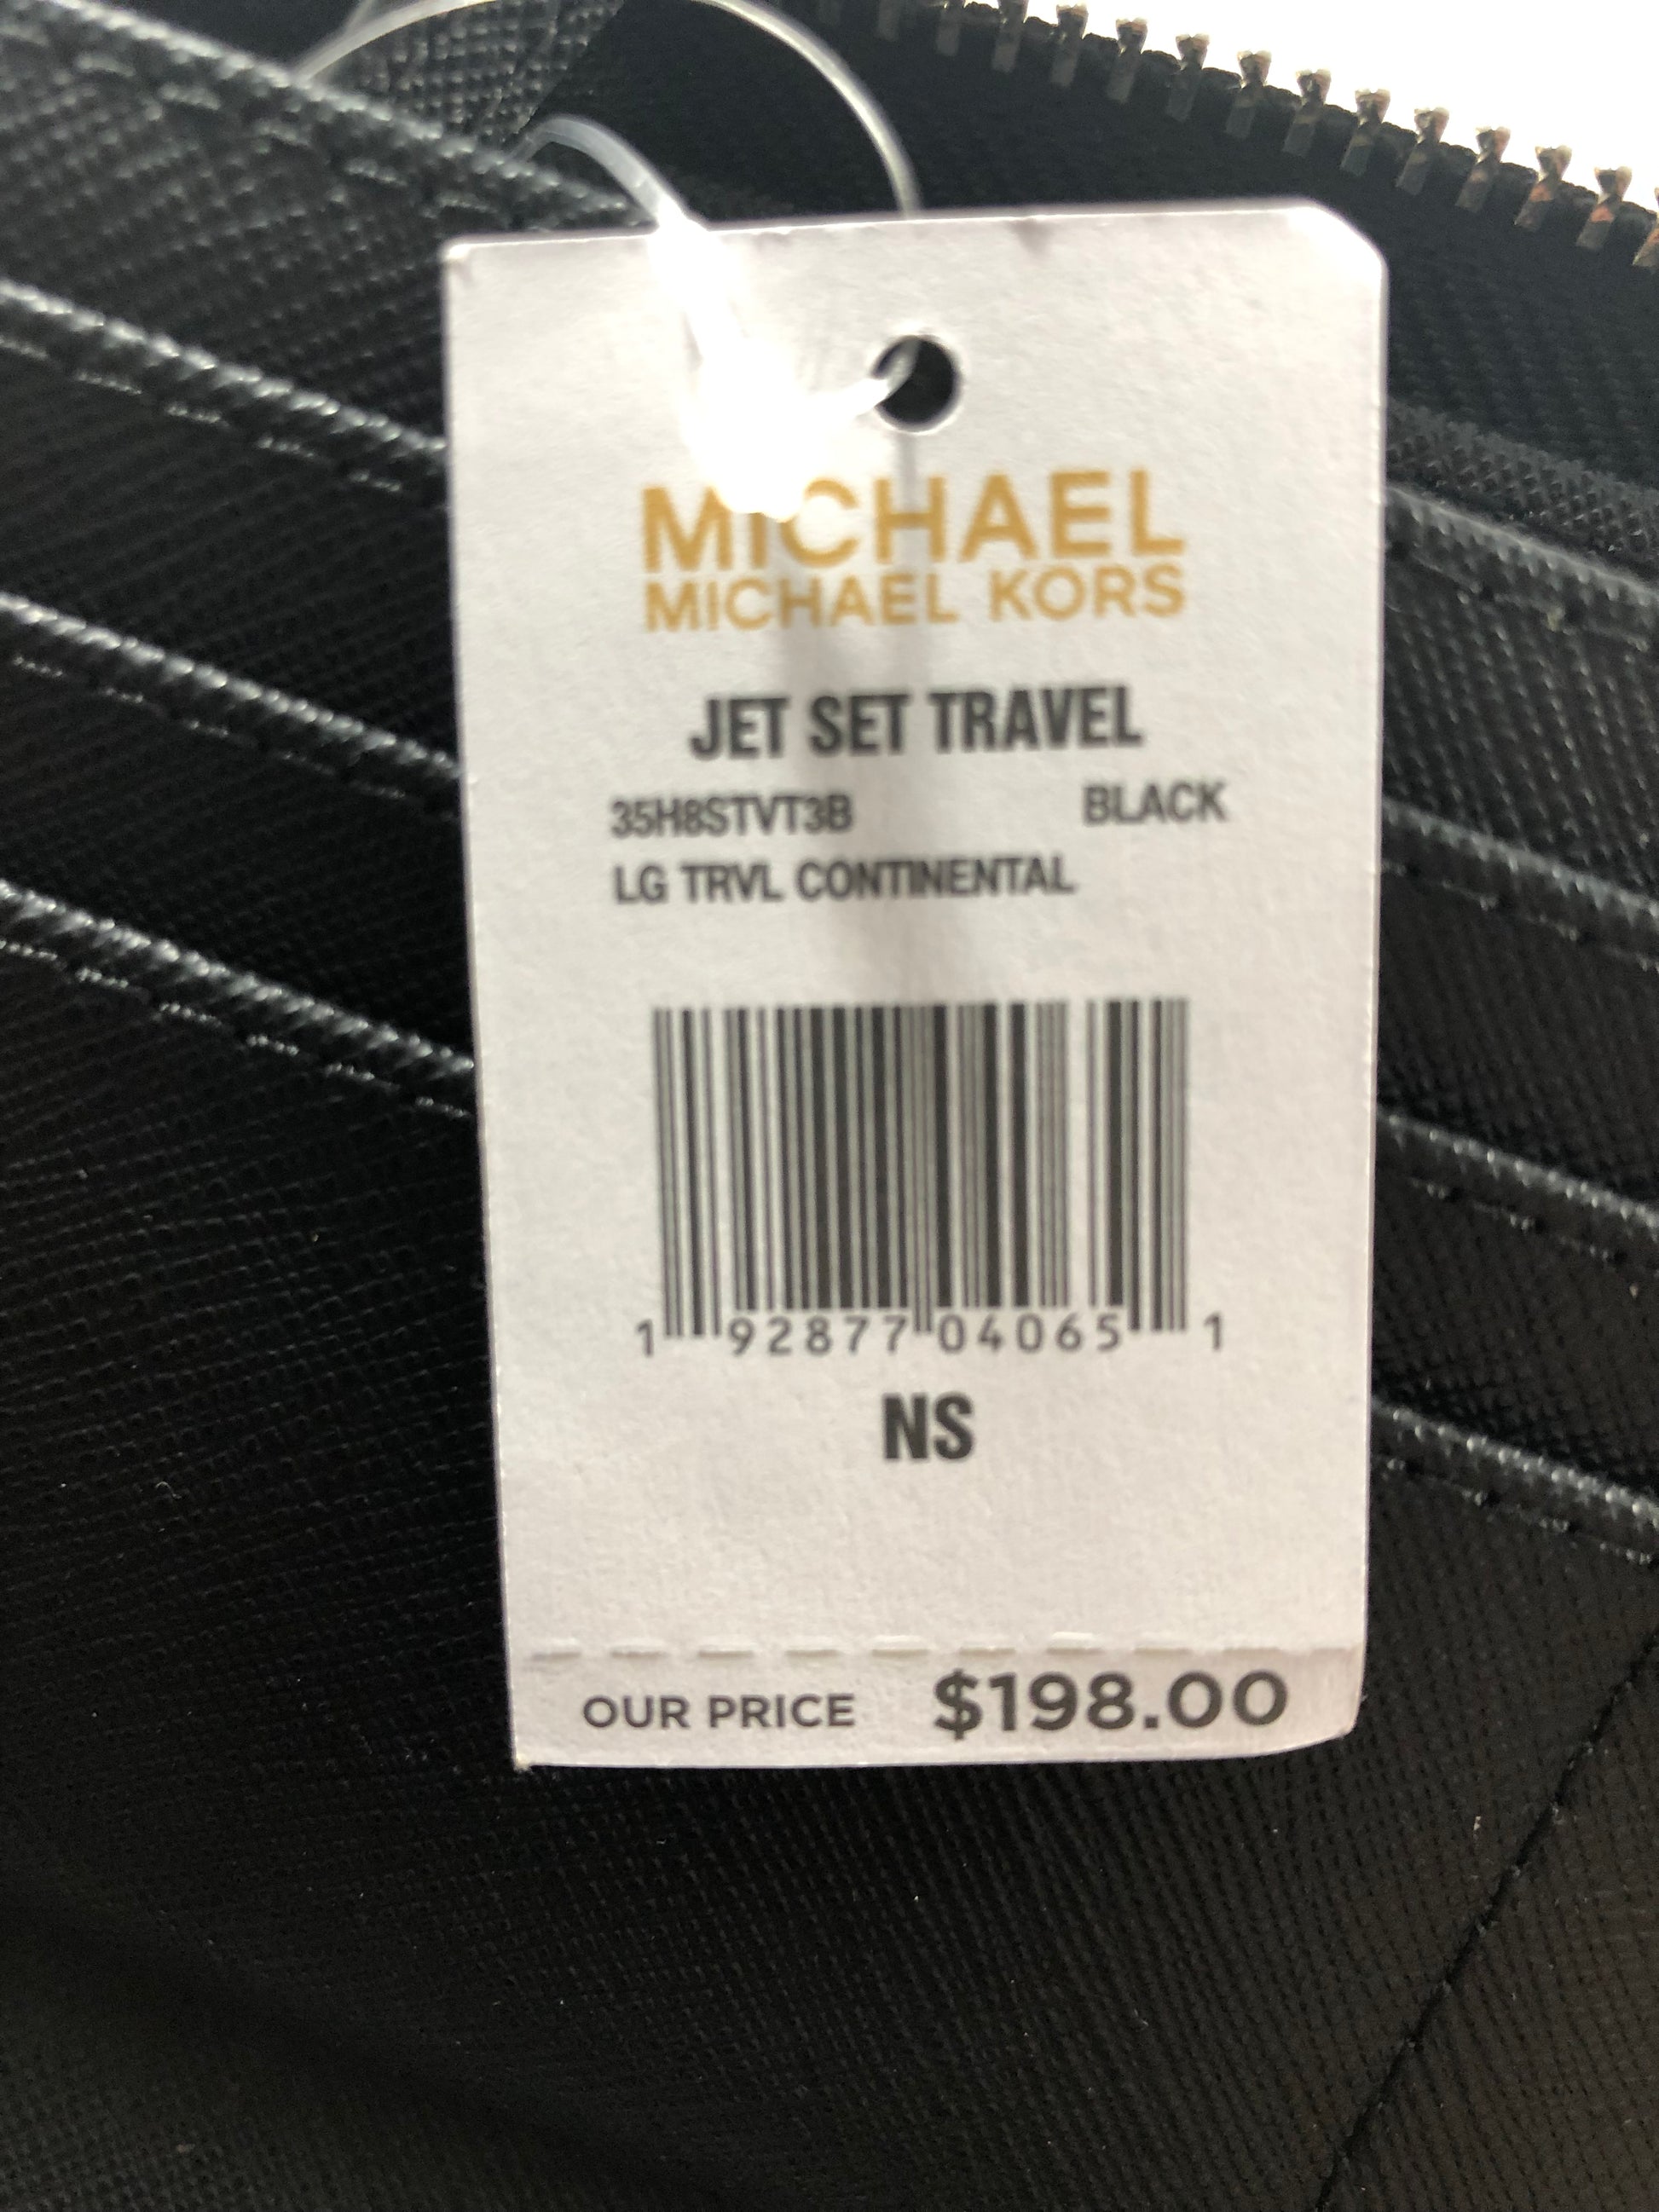 MICHAEL
MICHAEL KORS
JET SET TRAVEL
35H8STVT3B BLACK
LG TRVL CONTINENTAL
1 92877 04065 1
NS
OUR PRICE $198.00